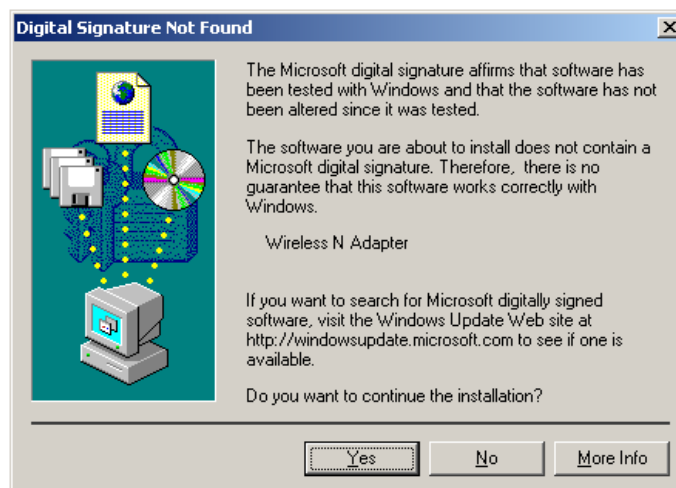 Digital Signature Not Found
The Microsoft digital signature affirms that software has
been tested with Windows and that the software has not
been altered since it was tested.
The software you are about to install does not contain a
Microsoft digital signature. Therefore, there is no
guarantee that this software works correctly with
Windows.
Wireless N Adapter
If you want to search for Microsoft digitally signed
software, visit the Windows Update Web site at
http://windowsupdate.microsoft.com to see if one is
available.
Do you want to continue the installation?
Yes
No
More Info